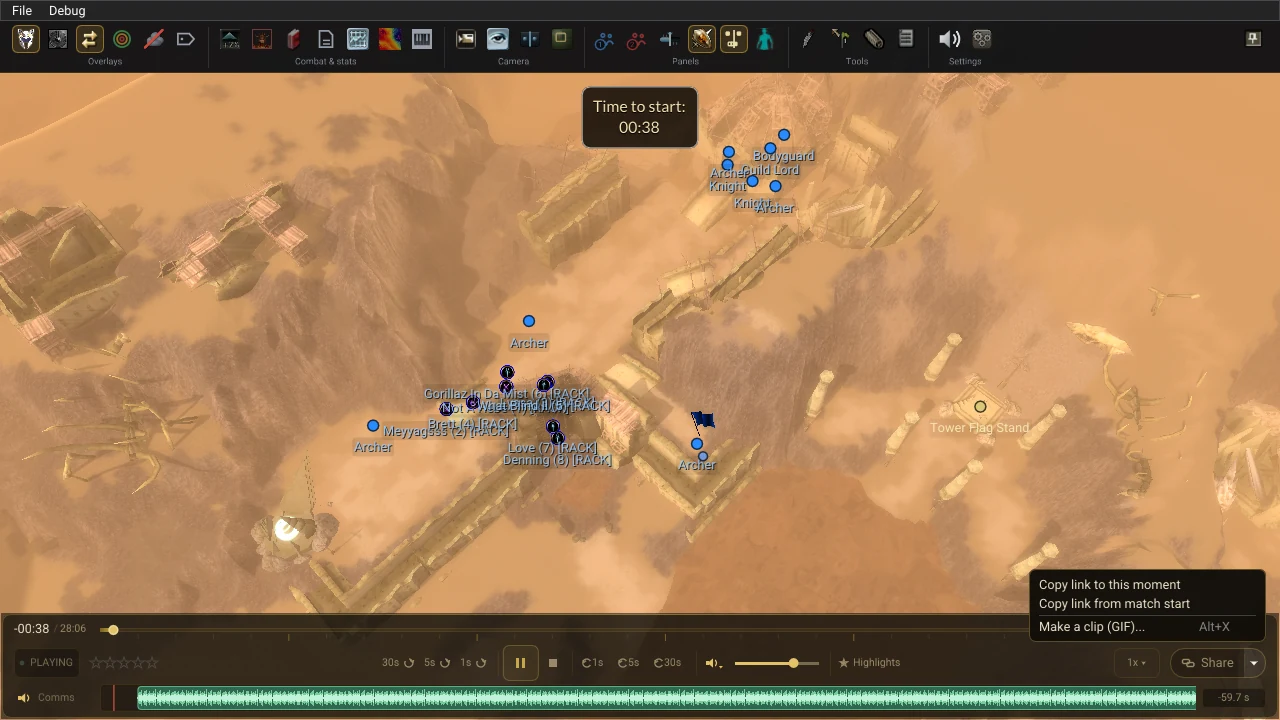 File Debug
Overlays
Combat & stats
Camera
Panels
Tools
Settings
Time to start:
00:38
Bodyguard
Archer
Guild Lord
Knight
Knight
Archer
Archer
Gorillaz In Da Mist (6) [RACK]
Brett (4) [RACK]
Meyyagsss (2) [RACK]
Archer
Love (7) [RACK]
Denning (8) [RACK]
Archer
Tower Flag Stand
Copy link to this moment
Copy link from match start
Make a clip (GIF)... Alt+X
-00:38 / 28:06
PLAYING
30s 5s 1s 1s 5s 30s
Highlights
1x
Share
Comms
-59.7 s